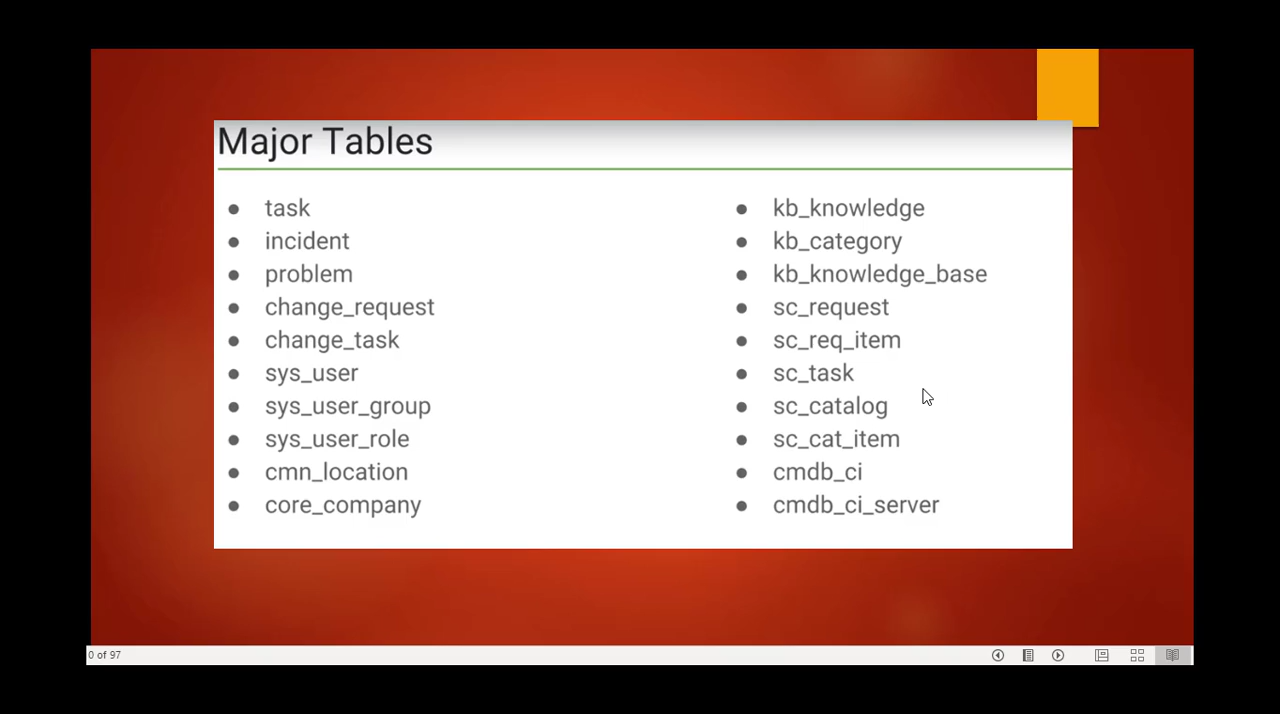 Major Tables
● task
● incident
● problem
● change_request
● change_task
● sys_user
● sys_user_group
● sys_user_role
● cmn_location
● core_company
● kb_knowledge
● kb_category
● kb_knowledge_base
● sc_request
● sc_req_item
● sc_task
● sc_catalog
● sc_cat_item
● cmdb_ci
● cmdb_ci_server
0 of 97